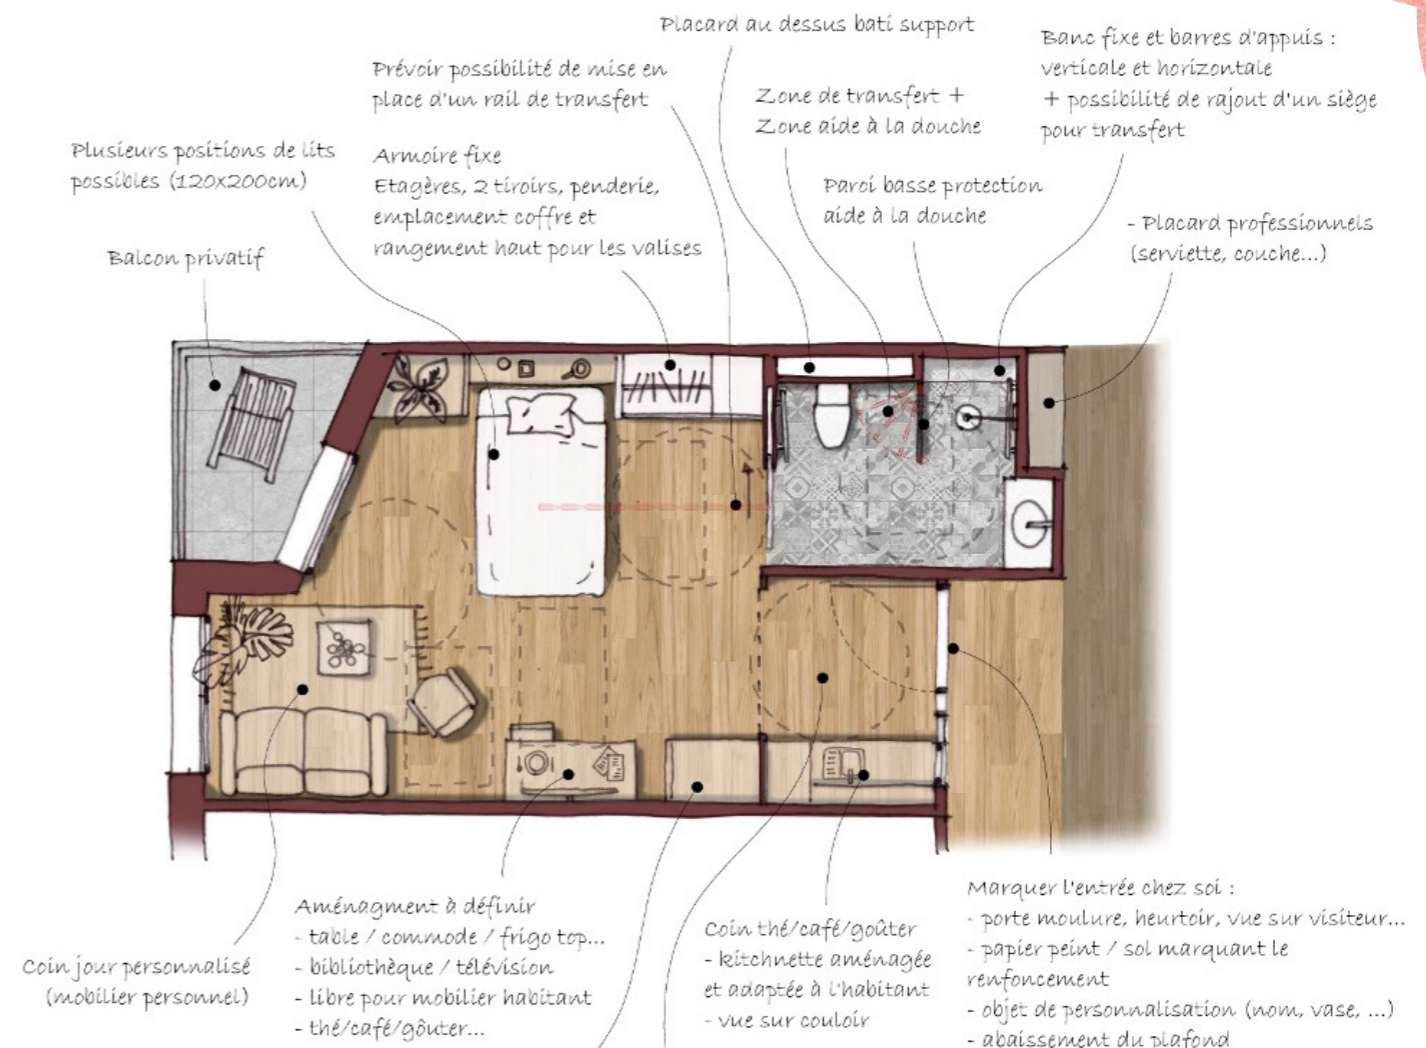 Placard au dessus bati support
Banc fixe et barres d'appuis :
verticale et horizontale
+ possibilité de rajout d'un siège
pour transfert
Prévoir possibilité de mise en
place d'un rail de transfert
Zone de transfert +
Zone aide à la douche
Plusieurs positions de lits
possibles (120x200cm)
Armoire fixe
Etagères, 2 tiroirs, penderie,
emplacement coffre et
rangement haut pour les valises
Paroi basse protection
aide à la douche
- Placard professionnels
(serviette, couche...)
Balcon privatif
Coin jour personnalisé
(mobilier personnel)
Aménagment à définir
- table / commode / frigo top...
- bibliothèque / télévision
- libre pour mobilier habitant
- thé/café/goûter...
Coin thé/café/goûter
- kitchnette aménagée
et adaptée à l'habitant
- vue sur couloir
Marquer l'entrée chez soi :
- porte moulure, heurtoir, vue sur visiteur...
- papier peint / sol marquant le
renfoncement
- objet de personnalisation (nom, vase, ...)
- abaissement du plafond